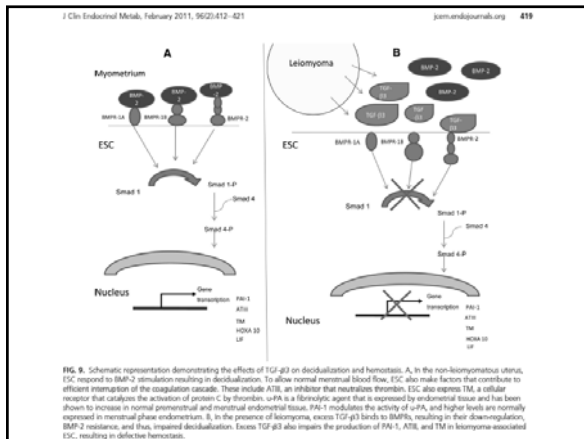 J Clin Endocrinol Metab, February 2011, 96(2):412–421
jcem.endojournals.org 419
A
Myometrium
BMP-2
BMP-2
BMP-2
BMPR-1A
BMPR-1B
BMPR-2
ESC
Smad 1
Smad 1-P
Smad 4
Smad 4-P
Nucleus
Gene
transcription
PAI-1
ATIII
TM
HOXA 10
LIF
B
Leiomyoma
BMP-2
BMP-2
BMP-2
TGF-β3
TGF-β3
TGF-β3
TGF-β3
BMPR-1A
BMPR-1B
BMPR-2
ESC
Smad 1
Smad 1-P
Smad 4
Smad 4-P
Nucleus
Gene
transcription
PAI-1
ATIII
TM
HOXA 10
LIF
FIG. 9. Schematic representation demonstrating the effects of TGF-β3 on decidualization and hemostasis. A, In the non-leiomyomatous uterus,
ESC respond to BMP-2 stimulation resulting in decidualization. To allow normal menstrual blood flow, ESC also make factors that contribute to
efficient interruption of the coagulation cascade. These include ATIII, an inhibitor that neutralizes thrombin. ESC also express TM, a cellular
receptor that catalyzes the activation of protein C by thrombin. u-PA is a fibrinolytic agent that is expressed by endometrial tissue and has been
shown to increase in normal premenstrual and menstrual endometrial tissue. PAI-1 modulates the activity of u-PA, and higher levels are normally
expressed in menstrual phase endometrium. B, In the presence of leiomyoma, excess TGF-β3 binds to BMPRs, resulting in their down-regulation,
BMP-2 resistance, and thus, impaired decidualization. Excess TGF-β3 also impairs the production of PAI-1, ATIII, and TM in leiomyoma-associated
ESC, resulting in defective hemostasis.